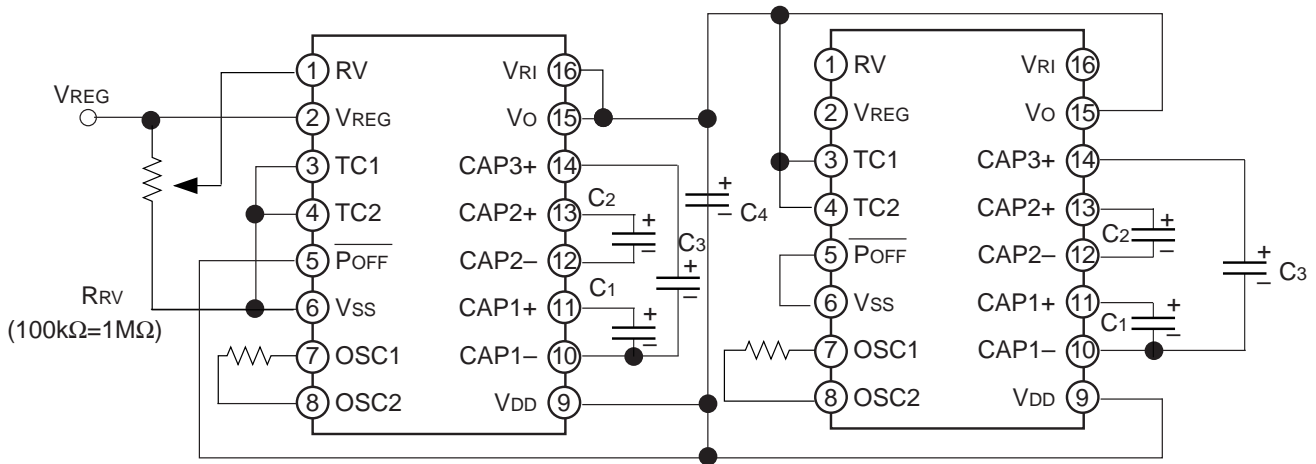 VREG
RRV
(100kΩ=1MΩ)
1 RV
2 VREG
3 TC1
4 TC2
5 POFF
6 VSS
7 OSC1
8 OSC2
VRI 16
VO 15
CAP3+ 14
CAP2+ 13
CAP2– 12
CAP1+ 11
CAP1– 10
VDD 9
C2
+
–
C1
+
–
C3
+
–
+
–
C4
1 RV
2 VREG
3 TC1
4 TC2
5 POFF
6 VSS
7 OSC1
8 OSC2
VRI 16
VO 15
CAP3+ 14
CAP2+ 13
CAP2– 12
CAP1+ 11
CAP1– 10
VDD 9
C2
+
–
C1
+
–
+
–
C3